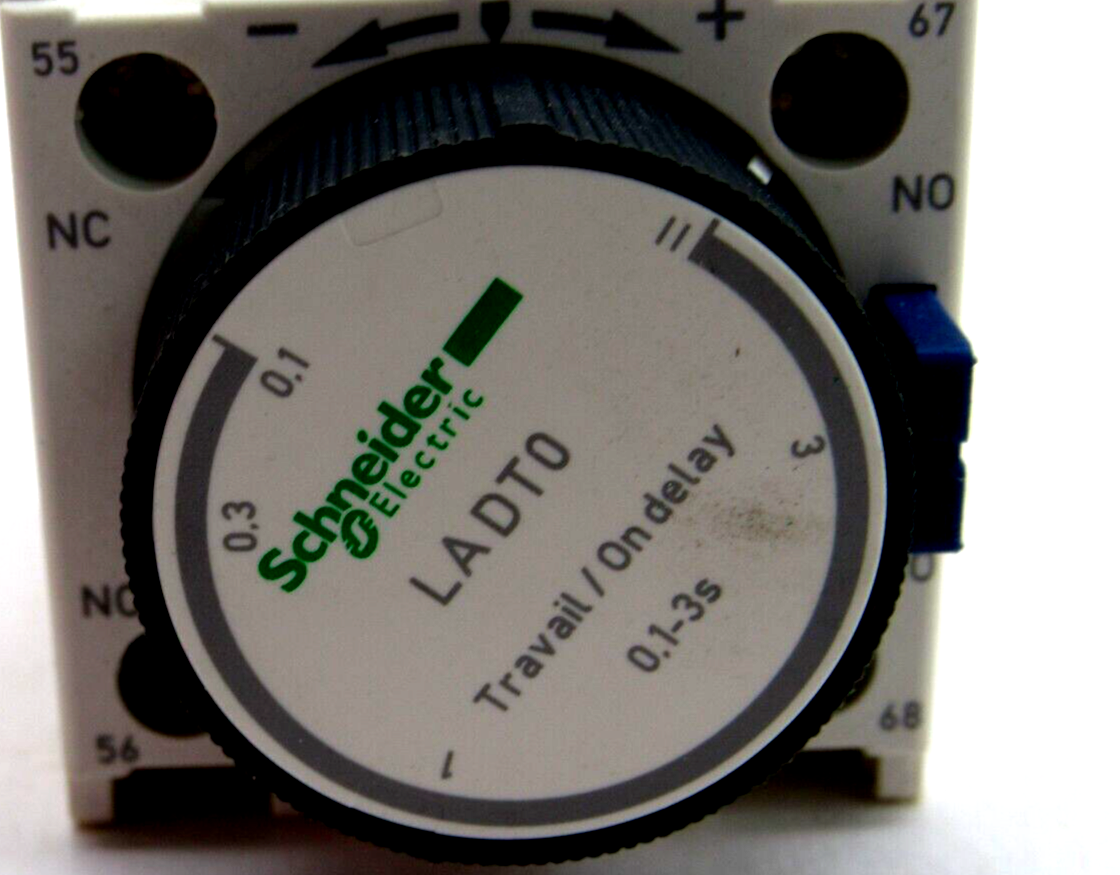 55
- +
67
NC
NO
0.1
0.3
Schneider
Electric
LADT0
Travail / On delay
0.1-3s
3
1
NC
O
56
68